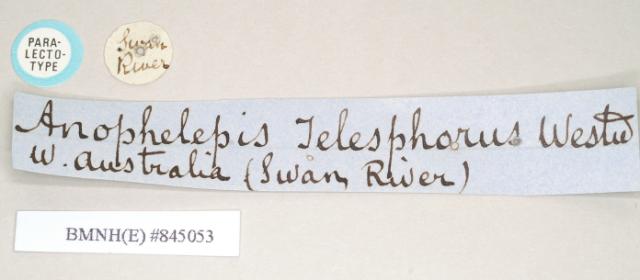 PARA-
LECTO-
TYPE
Swan
River
Anophelepis Telesphorus Westw
W. Australia (Swan River)
BMNH(E) #845053